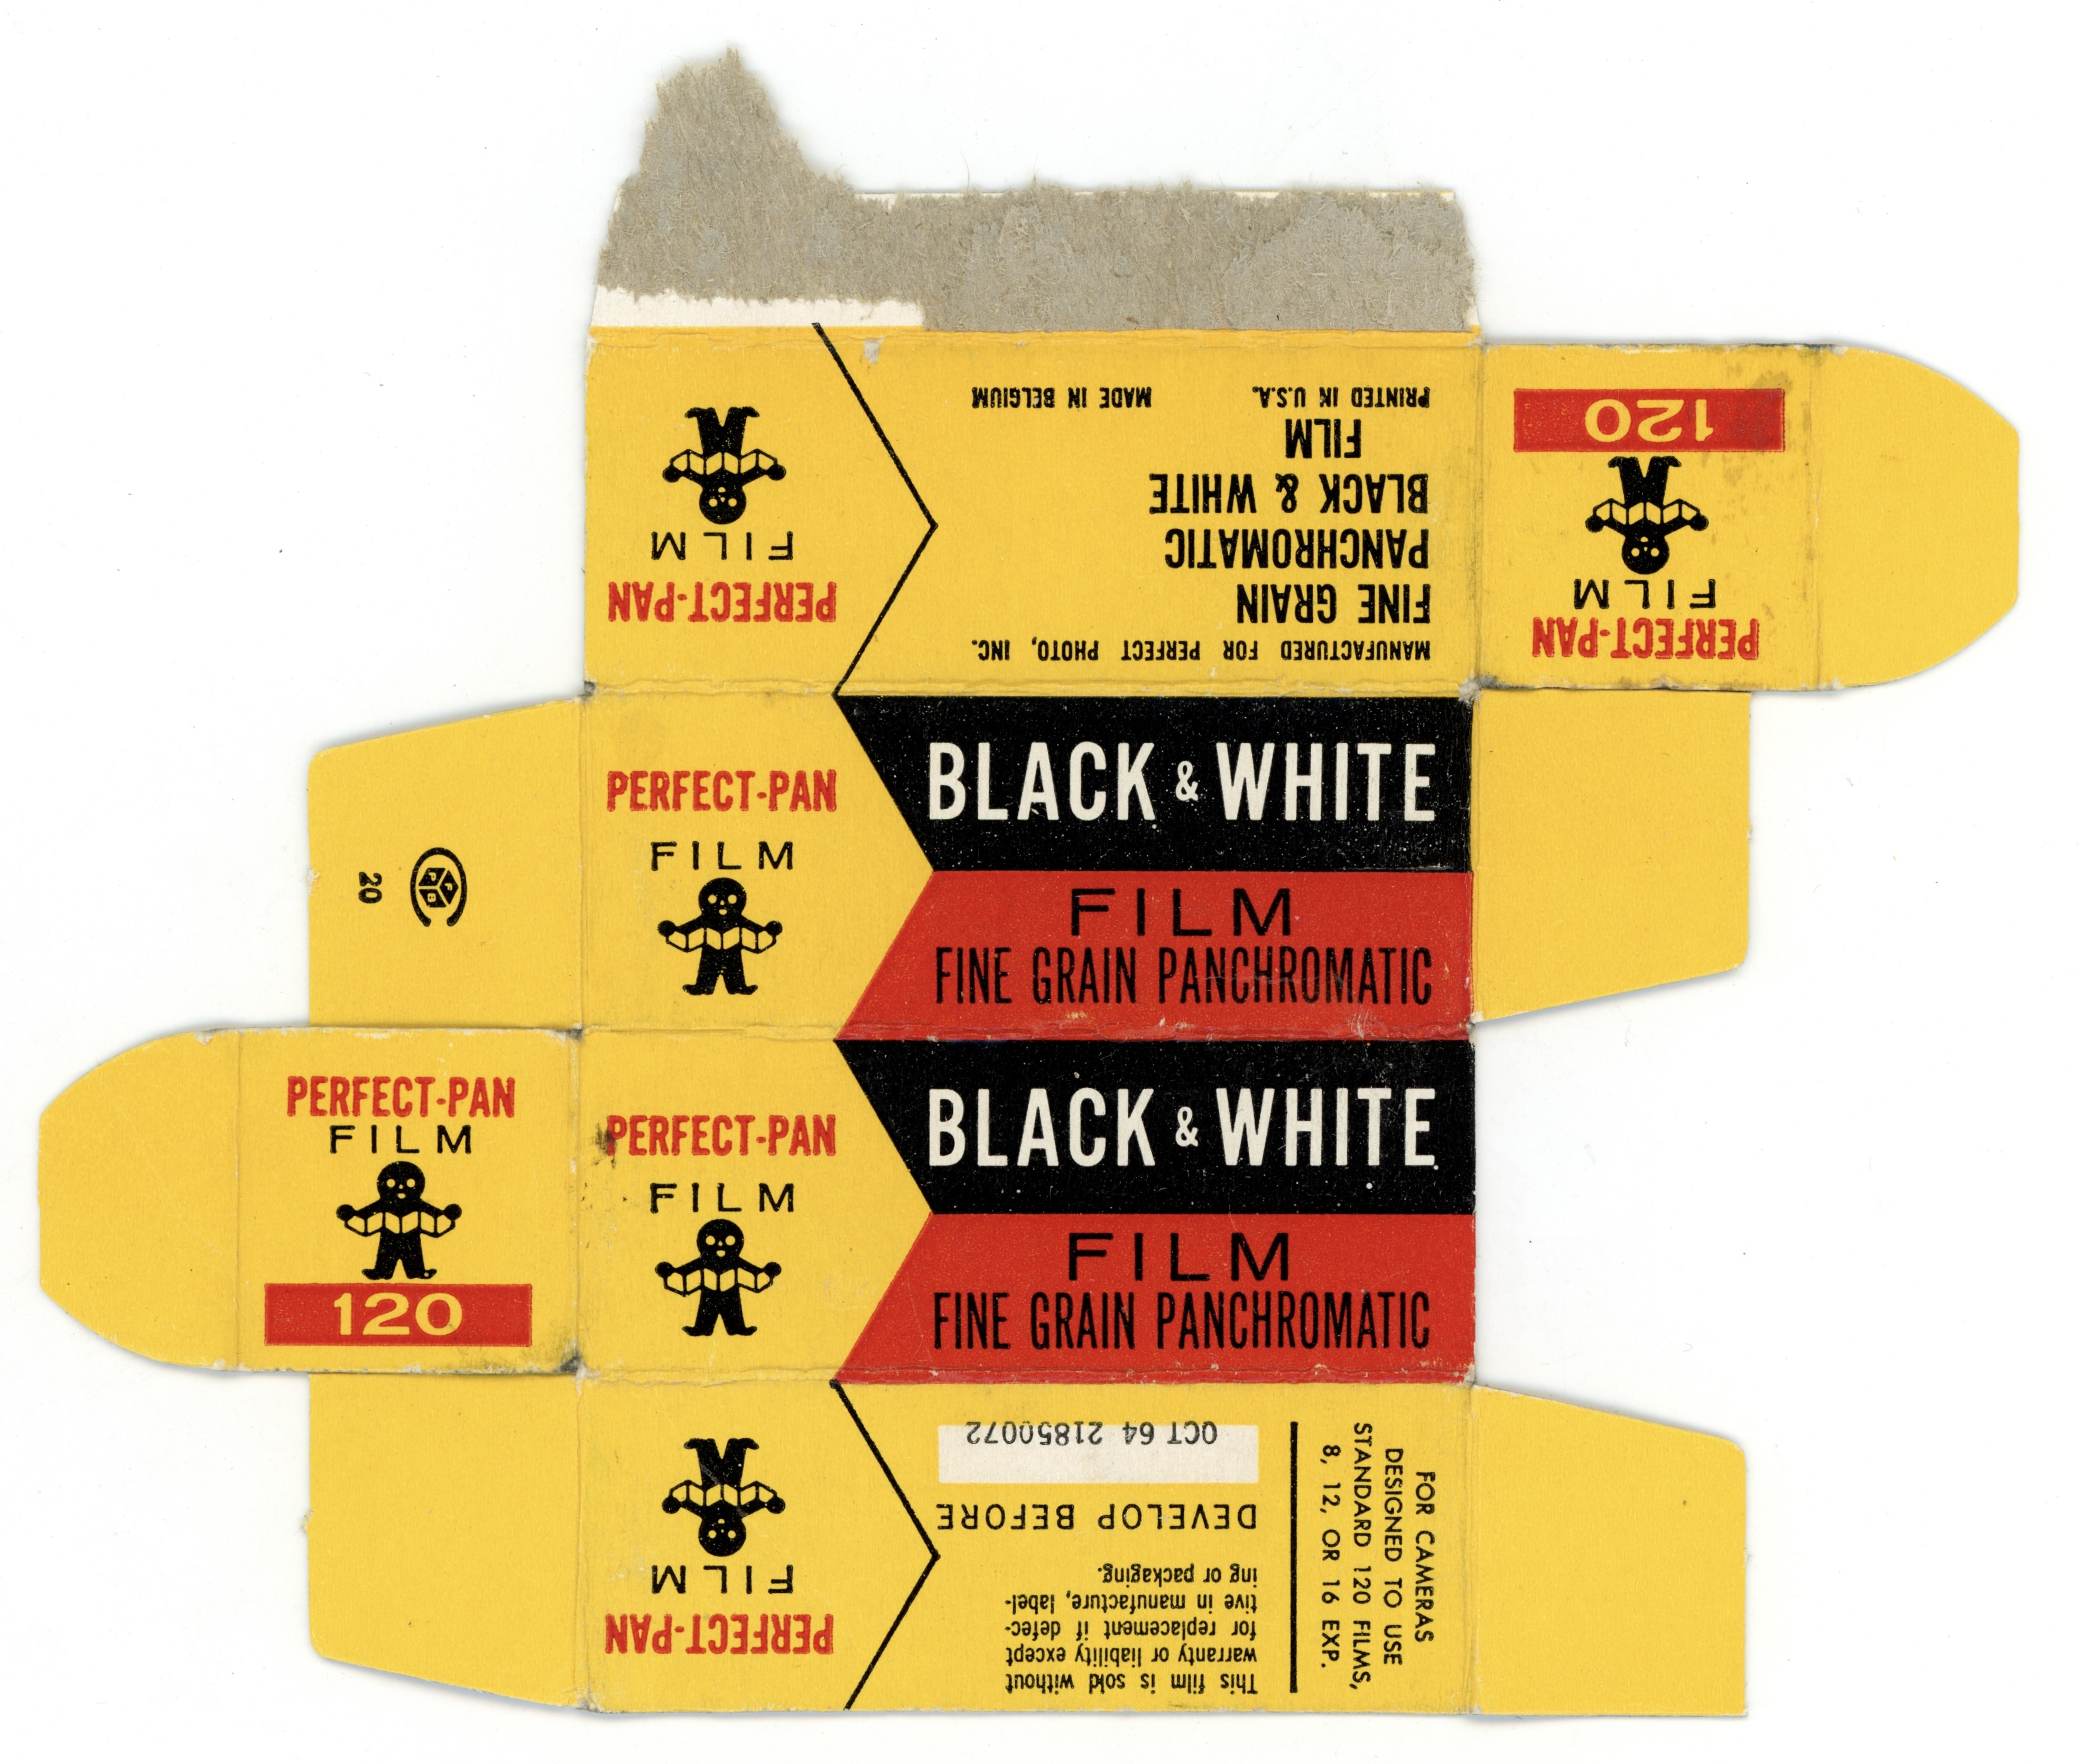 MANUFACTURED FOR PERFECT PHOTO, INC.
FINE GRAIN
PANCHROMATIC
BLACK & WHITE
FILM
PRINTED IN U.S.A.
MADE IN BELGIUM
PERFECT-PAN
FILM
PERFECT-PAN
FILM
120
PERFECT-PAN
FILM
BLACK & WHITE
FILM
FINE GRAIN PANCHROMATIC
20
PERFECT-PAN
FILM
120
PERFECT-PAN
FILM
BLACK & WHITE
FILM
FINE GRAIN PANCHROMATIC
PERFECT-PAN
FILM
This film is sold without
warranty or liability except
for replacement if defec-
tive in manufacture, label-
ing or packaging.
DEVELOP BEFORE
OCT 64 21850072
FOR CAMERAS
DESIGNED TO USE
STANDARD 120 FILMS,
8, 12, OR 16 EXP.